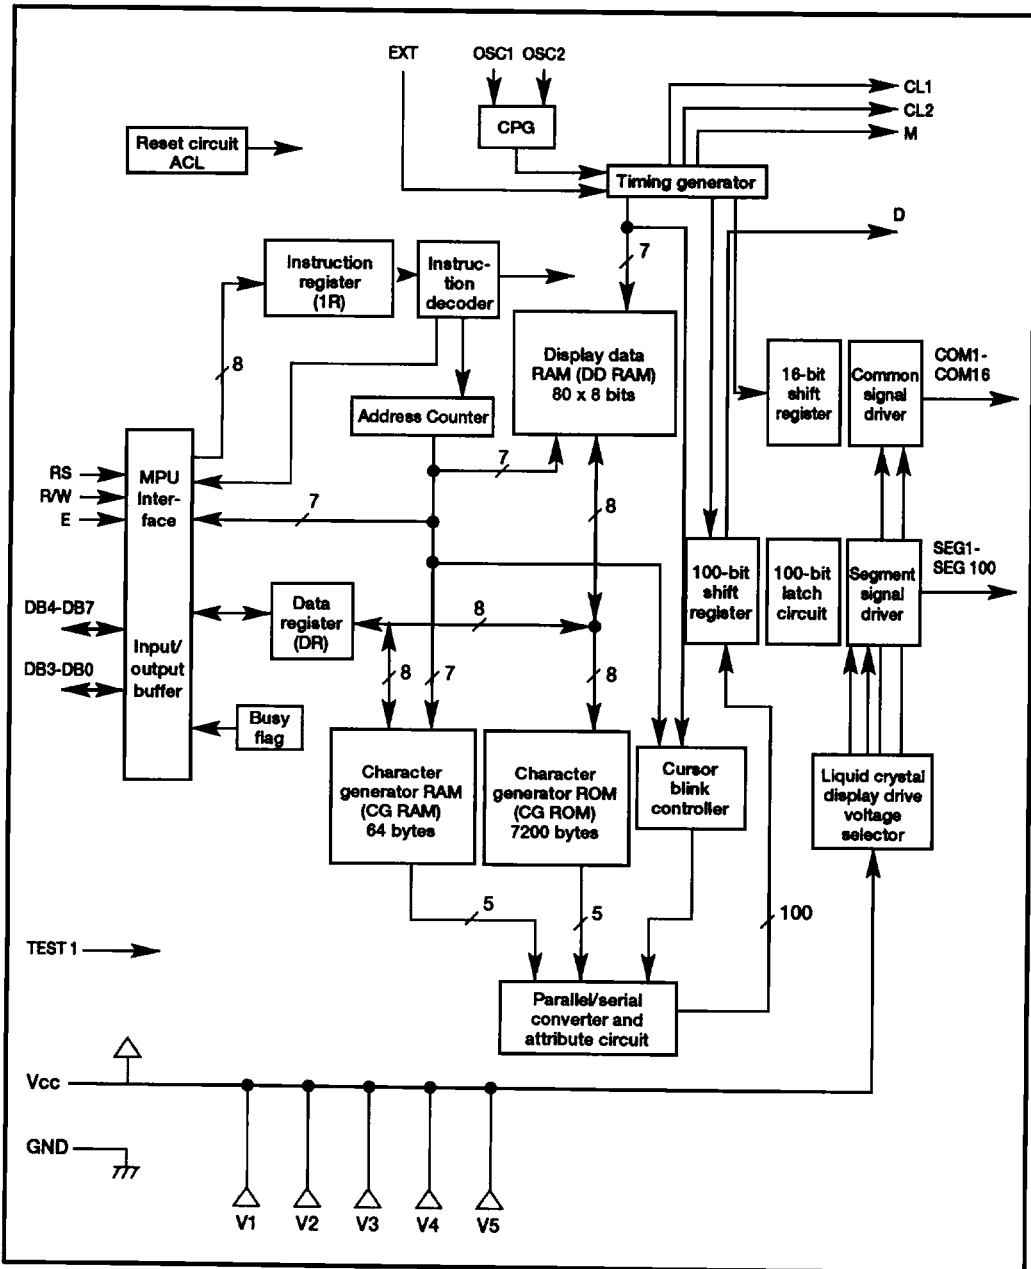 EXT
OSC1 OSC2
CL1
CL2
M
CPG
Reset circuit
ACL
Timing generator
D
Instruction
register
(1R)
Instruc-
tion
decoder
7
8
Display data
RAM (DD RAM)
80 x 8 bits
16-bit
shift
register
Common
signal
driver
COM1-
COM16
Address Counter
RS
R/W
E
MPU
Inter-
face
7
7
8
DB4-DB7
DB3-DB0
Input/
output
buffer
Data
register
(DR)
8
100-bit
shift
register
100-bit
latch
circuit
Segment
signal
driver
SEG1-
SEG 100
8
7
8
Busy
flag
Character
generator RAM
(CG RAM)
64 bytes
Character
generator ROM
(CG ROM)
7200 bytes
Cursor
blink
controller
Liquid crystal
display drive
voltage
selector
5
5
100
TEST 1
Parallel/serial
converter and
attribute circuit
Vcc
GND
V1
V2
V3
V4
V5